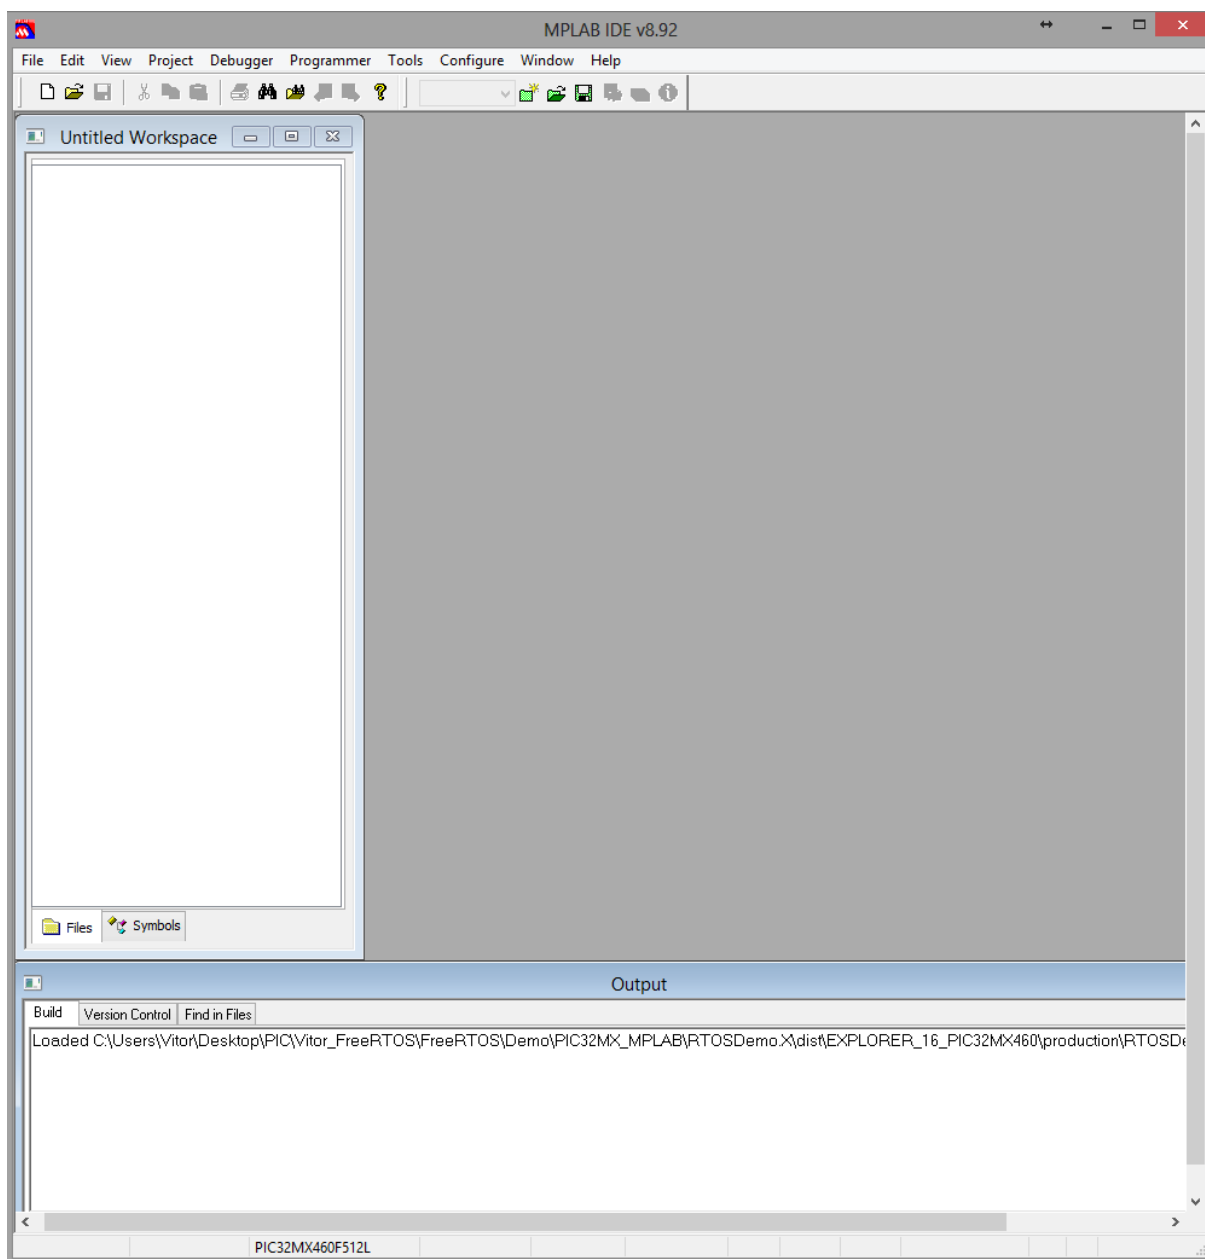 MPLAB IDE v8.92
File Edit View Project Debugger Programmer Tools Configure Window Help
Untitled Workspace
Files Symbols
Output
Build Version Control Find in Files
Loaded C:\Users\Vitor\Desktop\PIC\Vitor_FreeRTOS\FreeRTOS\Demo\PIC32MX_MPLAB\RTOSDemo.X\dist\EXPLORER_16_PIC32MX460\production\RTOSDe
PIC32MX460F512L